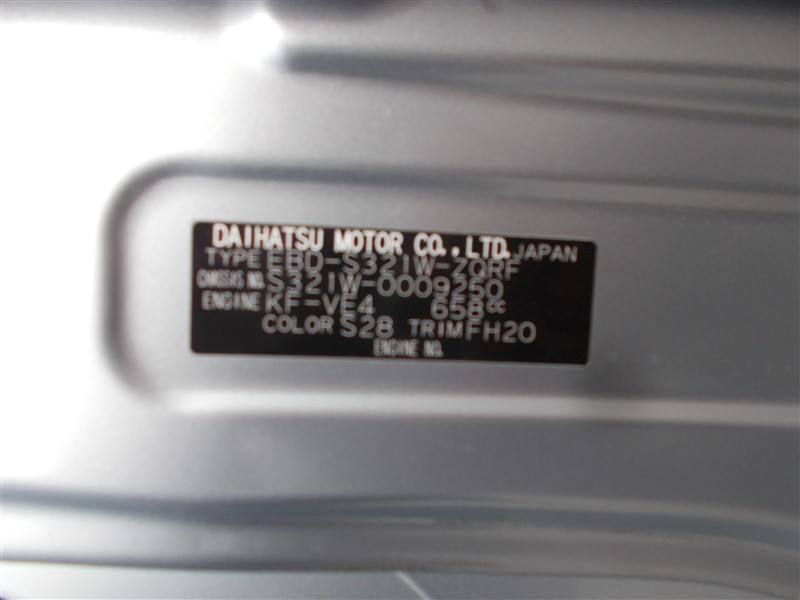 DAIHATSU MOTOR CO.,LTD. JAPAN
TYPE EBD-S321W-ZQRF
CHASSIS NO. S321W-0009250
ENGINE KF-VE4 658cc
COLOR S28 TRIM FH20
ENGINE NO.